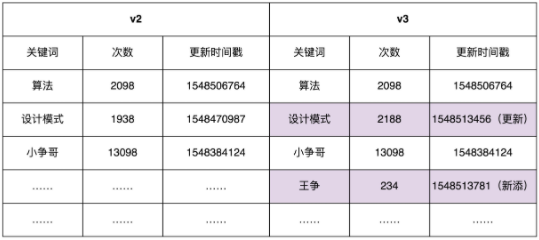 v2 v3
关键词 次数 更新时间戳 关键词 次数 更新时间戳
算法 2098 1548506764 算法 2098 1548506764
设计模式 1938 1548470987 设计模式 2188 1548513456（更新）
小争哥 13098 1548384124 小争哥 13098 1548384124
…… …… …… 王争 234 1548513781（新添）
…… …… …… …… …… ……